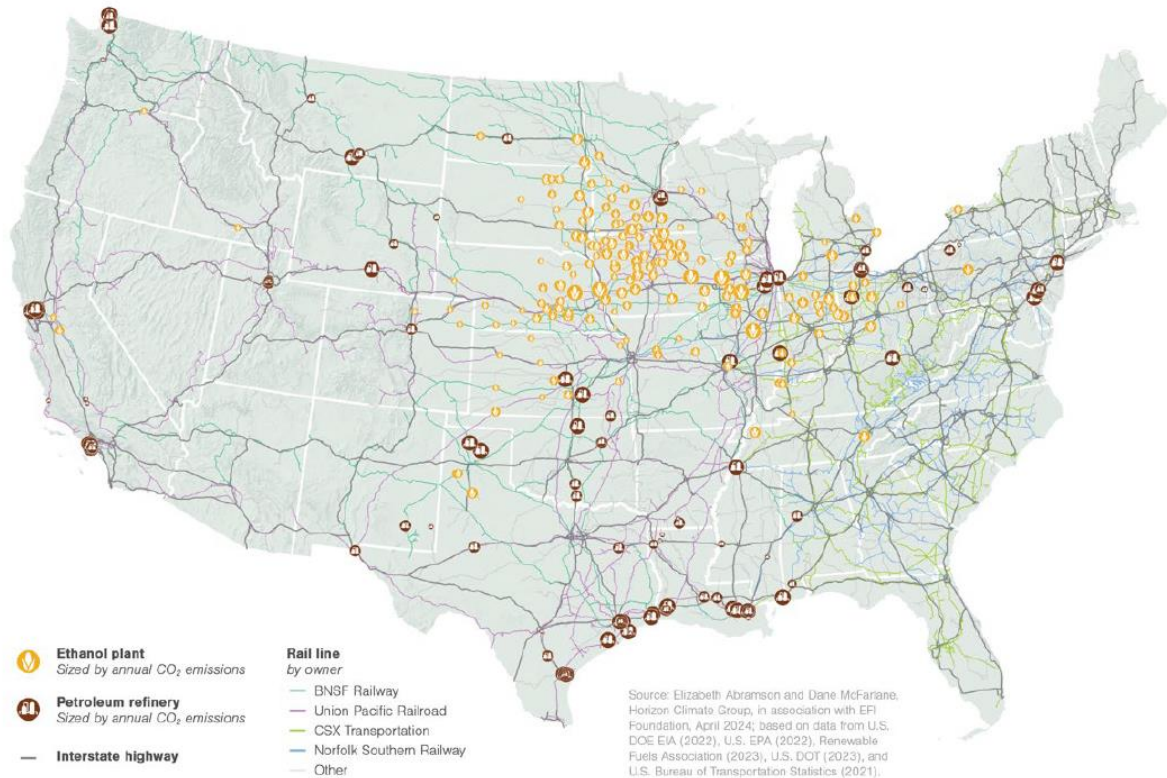 Ethanol plant
Sized by annual CO₂ emissions
Petroleum refinery
Sized by annual CO₂ emissions
Interstate highway
Rail line
by owner
BNSF Railway
Union Pacific Railroad
CSX Transportation
Norfolk Southern Railway
Other
Source: Elizabeth Abramson and Dane McFarlane,
Horizon Climate Group, in association with EFI
Foundation, April 2024; based on data from U.S.
DOE EIA (2022), U.S. EPA (2022), Renewable
Fuels Association (2023), U.S. DOT (2023), and
U.S. Bureau of Transportation Statistics (2021).